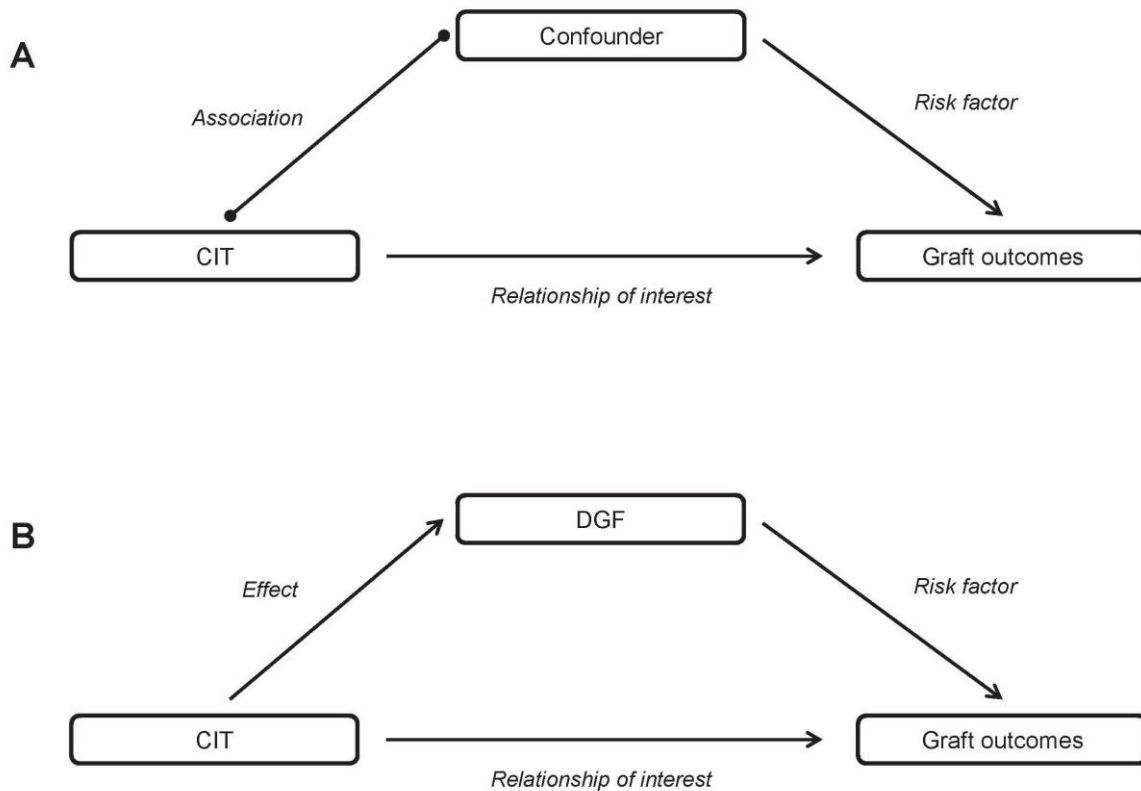 A
Confounder
Association
Risk factor
CIT
Graft outcomes
Relationship of interest
B
DGF
Effect
Risk factor
CIT
Graft outcomes
Relationship of interest